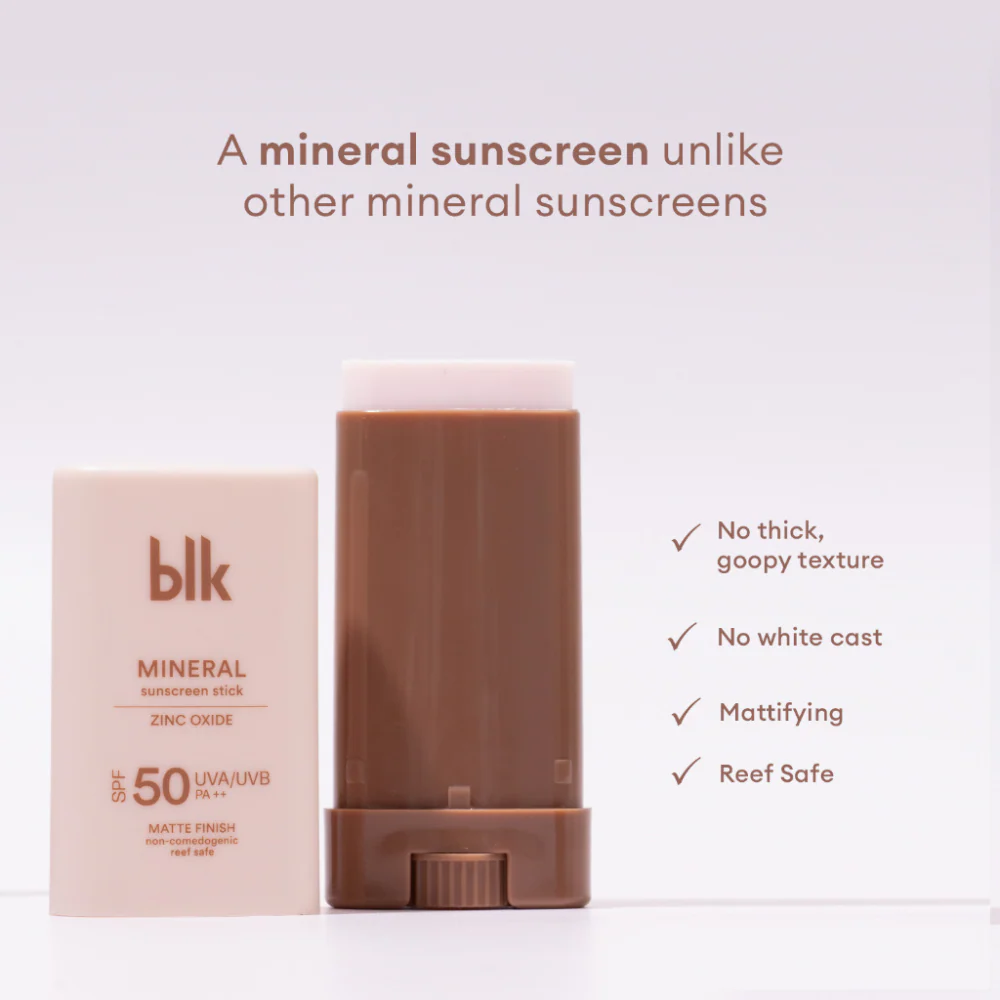 A mineral sunscreen unlike
other mineral sunscreens
blk
MINERAL
sunscreen stick
ZINC OXIDE
SPF 50 UVA/UVB
PA ++
MATTE FINISH
non-comedogenic
reef safe
✓ No thick,
goopy texture
✓ No white cast
✓ Mattifying
✓ Reef Safe